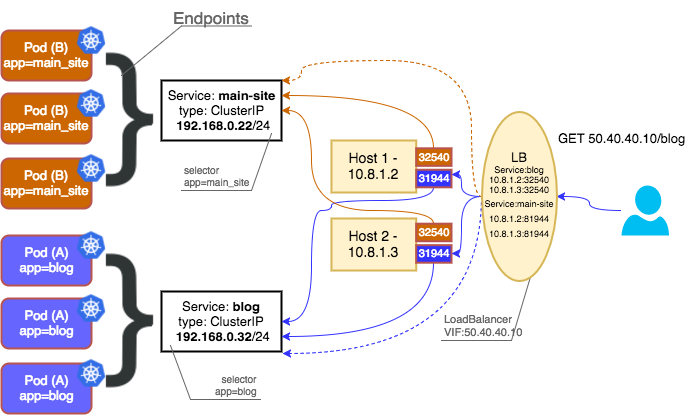 Endpoints
Pod (B)
app=main_site
Pod (B)
app=main_site
Pod (B)
app=main_site
Service: main-site
type: ClusterIP
192.168.0.22/24
selector
app=main_site
Host 1 -
10.8.1.2
32540
31944
Host 2 -
10.8.1.3
32540
31944
LB
Service:blog
10.8.1.2:32540
10.8.1.3:32540
Service:main-site
10.8.1.2:81944
10.8.1.3:81944
GET 50.40.40.10/blog
LoadBalancer
VIF:50.40.40.10
Pod (A)
app=blog
Pod (A)
app=blog
Pod (A)
app=blog
Service: blog
type: ClusterIP
192.168.0.32/24
selector
app=blog